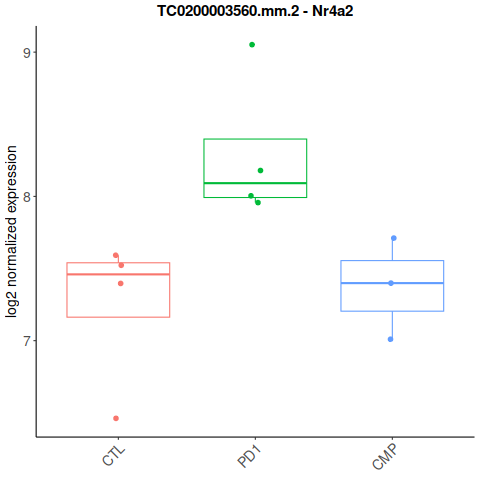 TC0200003560.mm.2 - Nr4a2
log2 normalized expression
9
8
7
CTL
PD1
CMP